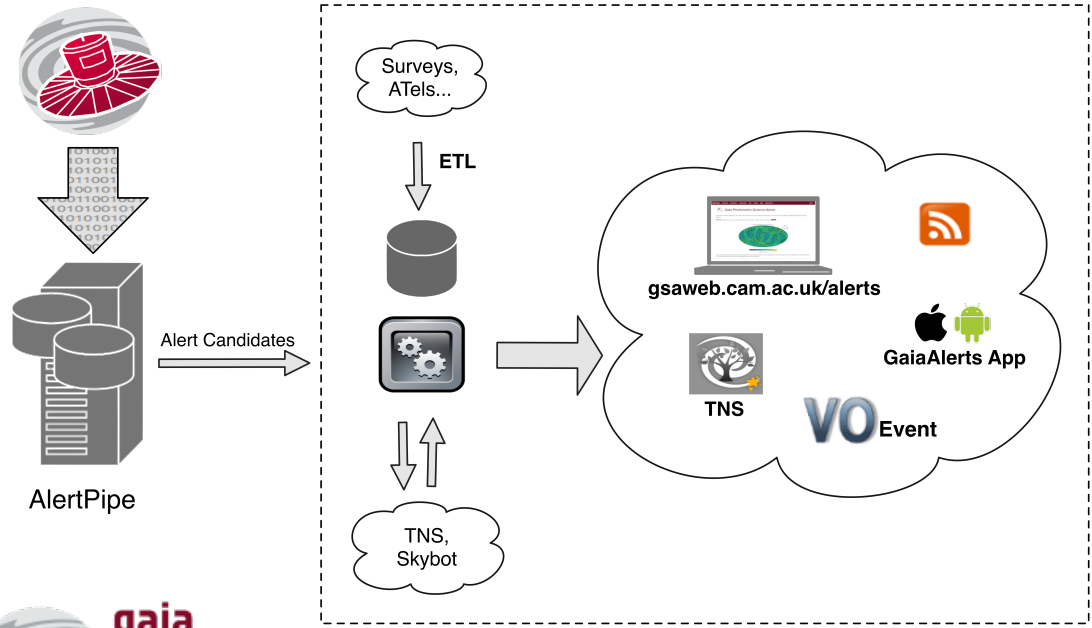 Surveys,
ATels...
ETL
Alert Candidates
AlertPipe
TNS,
Skybot
gsaweb.cam.ac.uk/alerts
GaiaAlerts App
TNS
VO Event
gaia